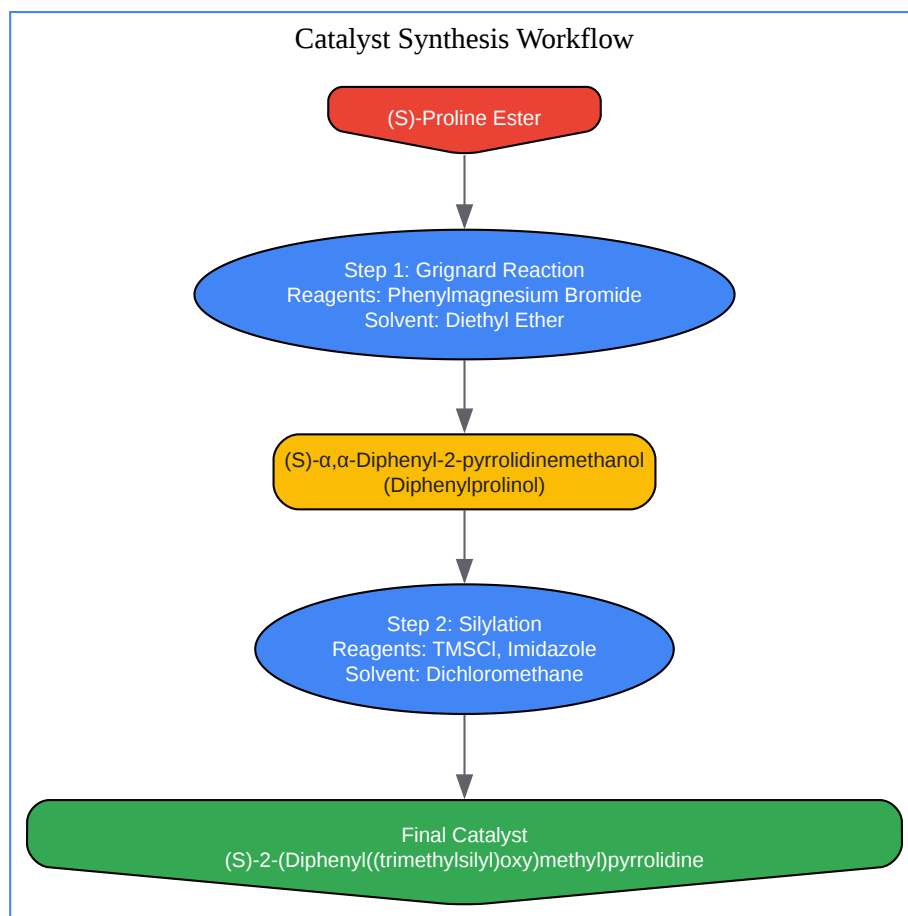 Catalyst Synthesis Workflow
(S)-Proline Ester
Step 1: Grignard Reaction
Reagents: Phenylmagnesium Bromide
Solvent: Diethyl Ether
(S)-α,α-Diphenyl-2-pyrrolidinemethanol
(Diphenylprolinol)
Step 2: Silylation
Reagents: TMSCl, Imidazole
Solvent: Dichloromethane
Final Catalyst
(S)-2-(Diphenyl((trimethylsilyl)oxy)methyl)pyrrolidine